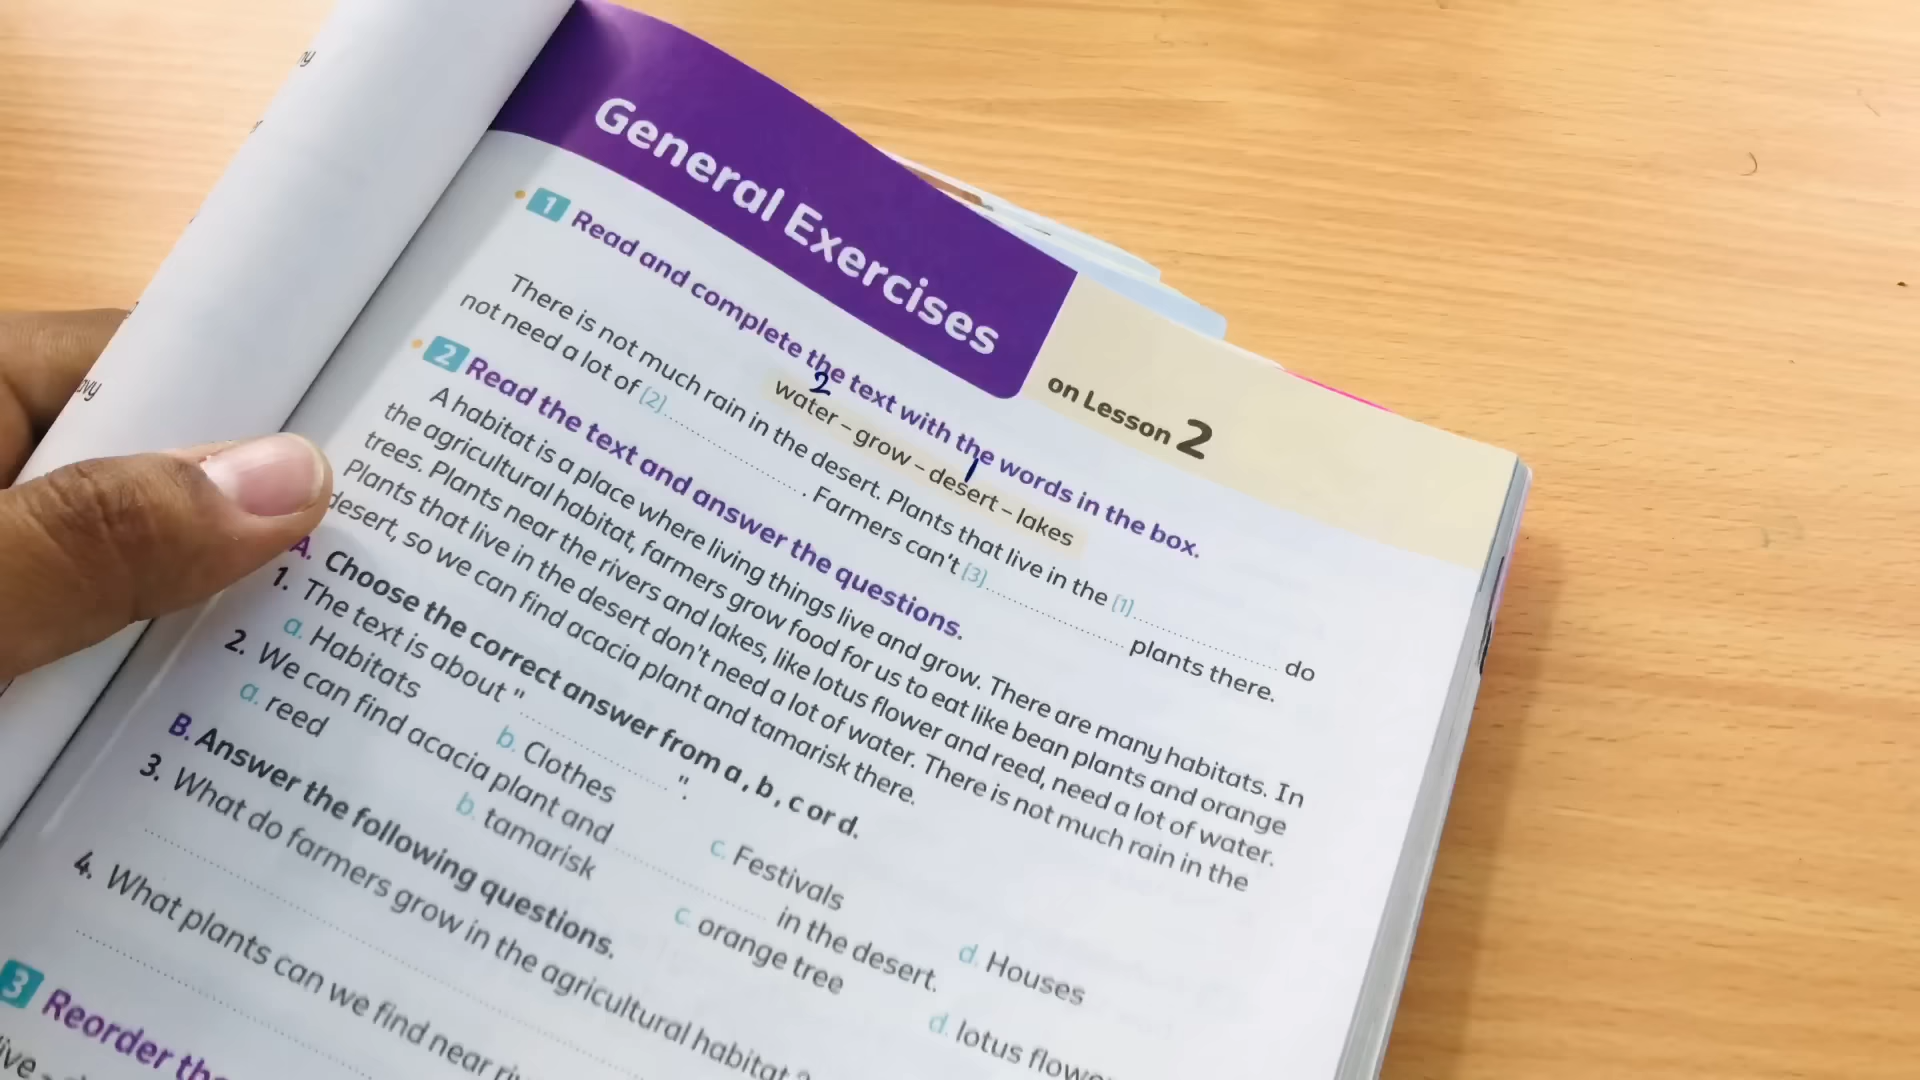 General Exercises
on Lesson 2
1 Read and complete the text with the words in the box.
2
1
water – grow – desert – lakes
There is not much rain in the desert. Plants that live in the [1].................... do
not need a lot of [2].................... . Farmers can't [3].................... plants there.
2 Read the text and answer the questions.
A habitat is a place where living things live and grow. There are many habitats. In
the agricultural habitat, farmers grow food for us to eat like bean plants and orange
trees. Plants near the rivers and lakes, like lotus flower and reed, need a lot of water.
Plants that live in the desert don't need a lot of water. There is not much rain in the
desert, so we can find acacia plant and tamarisk there.
A. Choose the correct answer from a , b , c or d.
1. The text is about " .................... ".
a. Habitats b. Clothes c. Festivals d. Houses
2. We can find acacia plant and .................... in the desert.
a. reed b. tamarisk c. orange tree d. lotus flower
B. Answer the following questions.
3. What do farmers grow in the agricultural habitat ?
4. What plants can we find near
3 Reorder